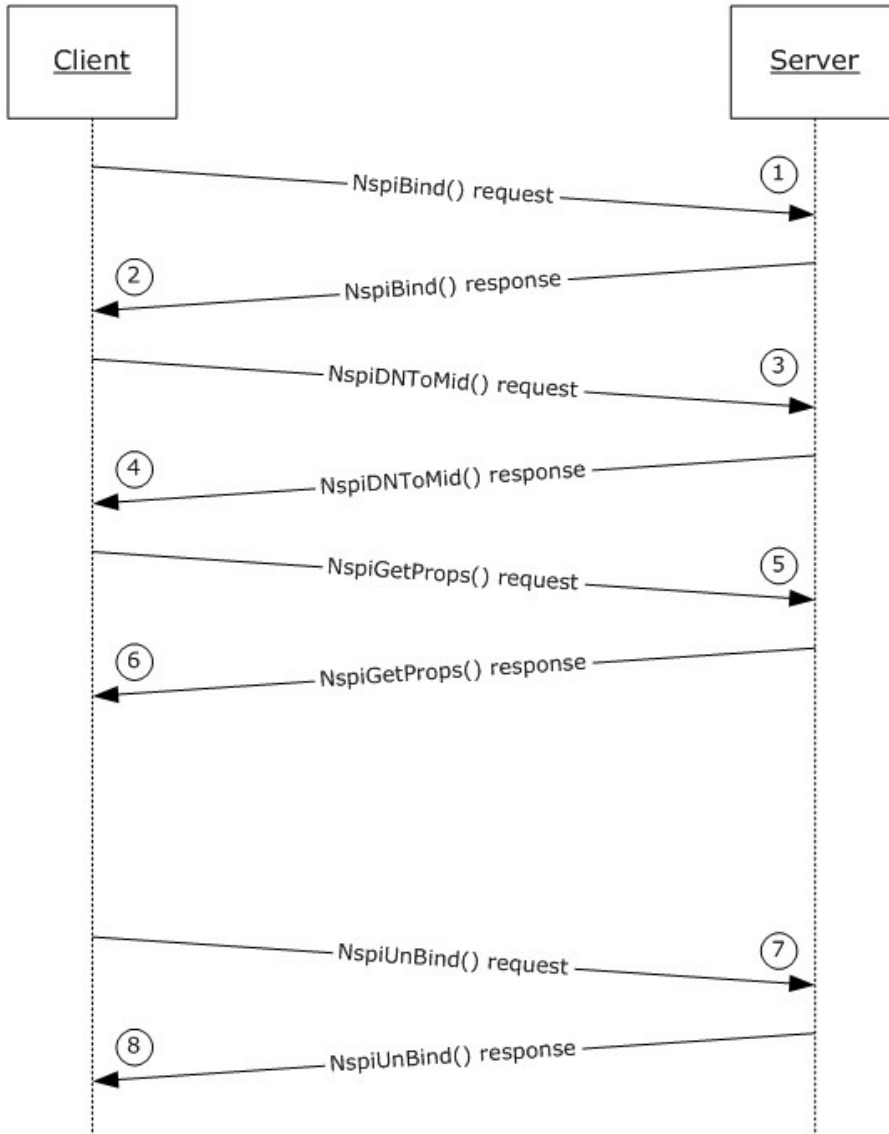 Client
Server
NspiBind() request
1
2
NspiBind() response
NspiDNToMid() request
3
4
NspiDNToMid() response
NspiGetProps() request
5
6
NspiGetProps() response
NspiUnBind() request
7
8
NspiUnBind() response